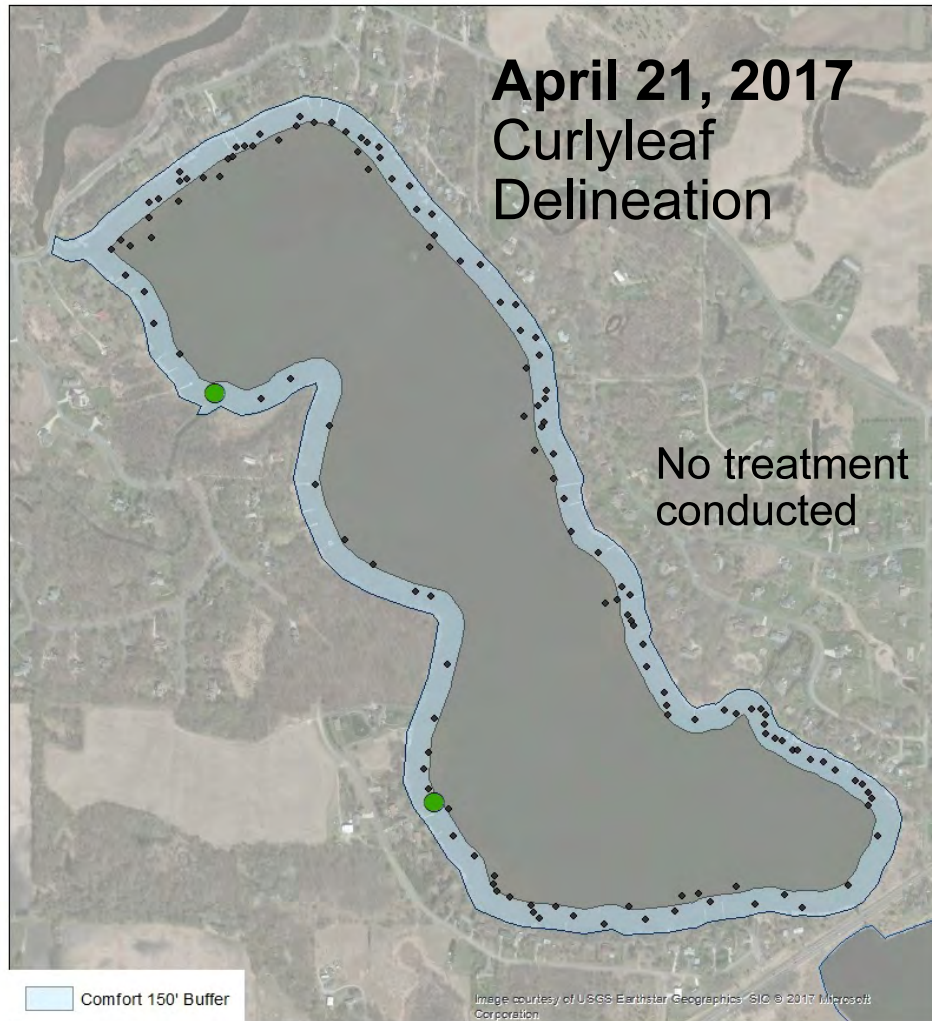 April 21, 2017
Curlyleaf
Delineation
No treatment
conducted
Comfort 150' Buffer
Image courtesy of USGS Earthstar Geographics SIO © 2017 Microsoft
Corporation